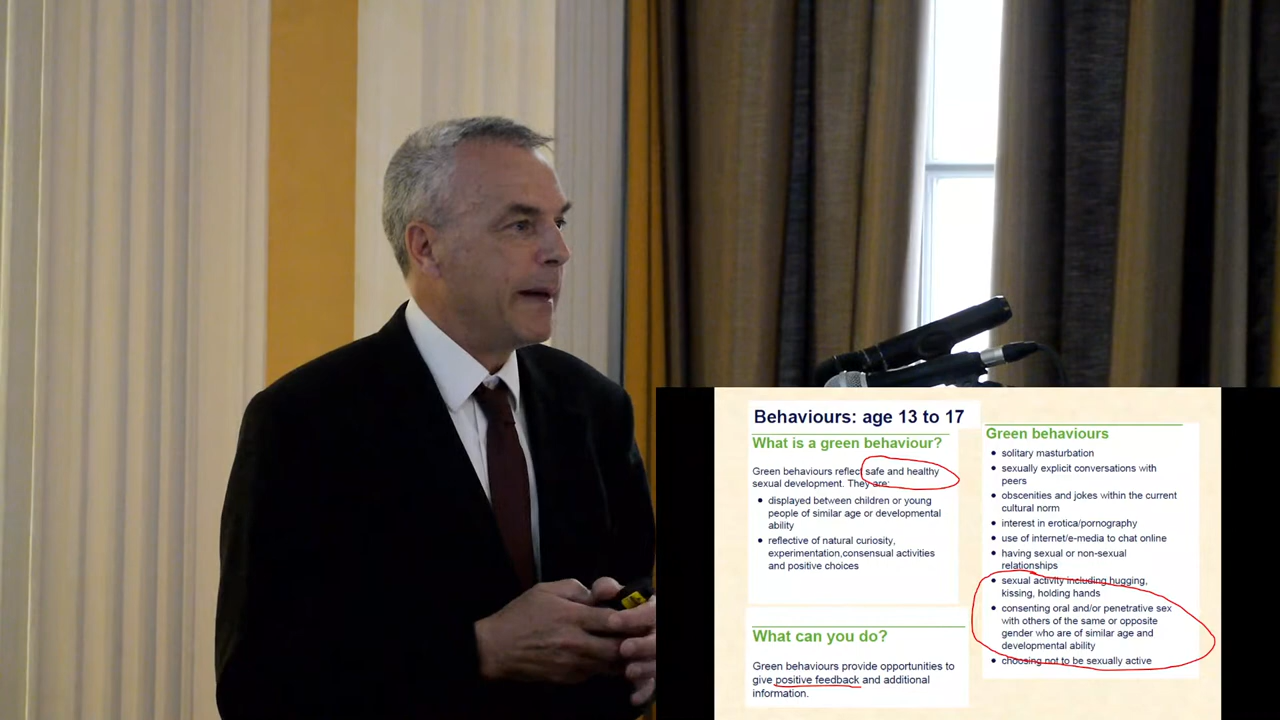 Behaviours: age 13 to 17
What is a green behaviour?
Green behaviours reflect safe and healthy
sexual development. They are:
displayed between children or young
people of similar age or developmental
ability
reflective of natural curiosity,
experimentation,consensual activities
and positive choices
What can you do?
Green behaviours provide opportunities to
give positive feedback and additional
information.
Green behaviours
solitary masturbation
sexually explicit conversations with
peers
obscenities and jokes within the current
cultural norm
interest in erotica/pornography
use of internet/e-media to chat online
having sexual or non-sexual
relationships
sexual activity including hugging,
kissing, holding hands
consenting oral and/or penetrative sex
with others of the same or opposite
gender who are of similar age and
developmental ability
choosing not to be sexually active